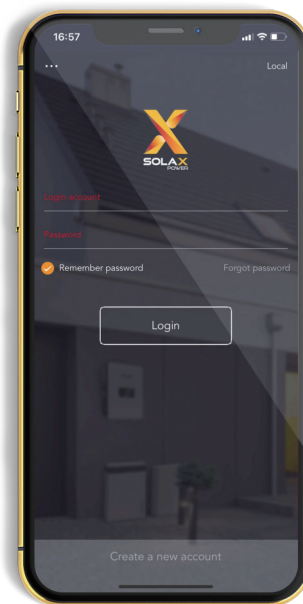 16:57
Local
SOLAX
POWER
Login account
Password
Remember password
Forgot password
Login
Create a new account